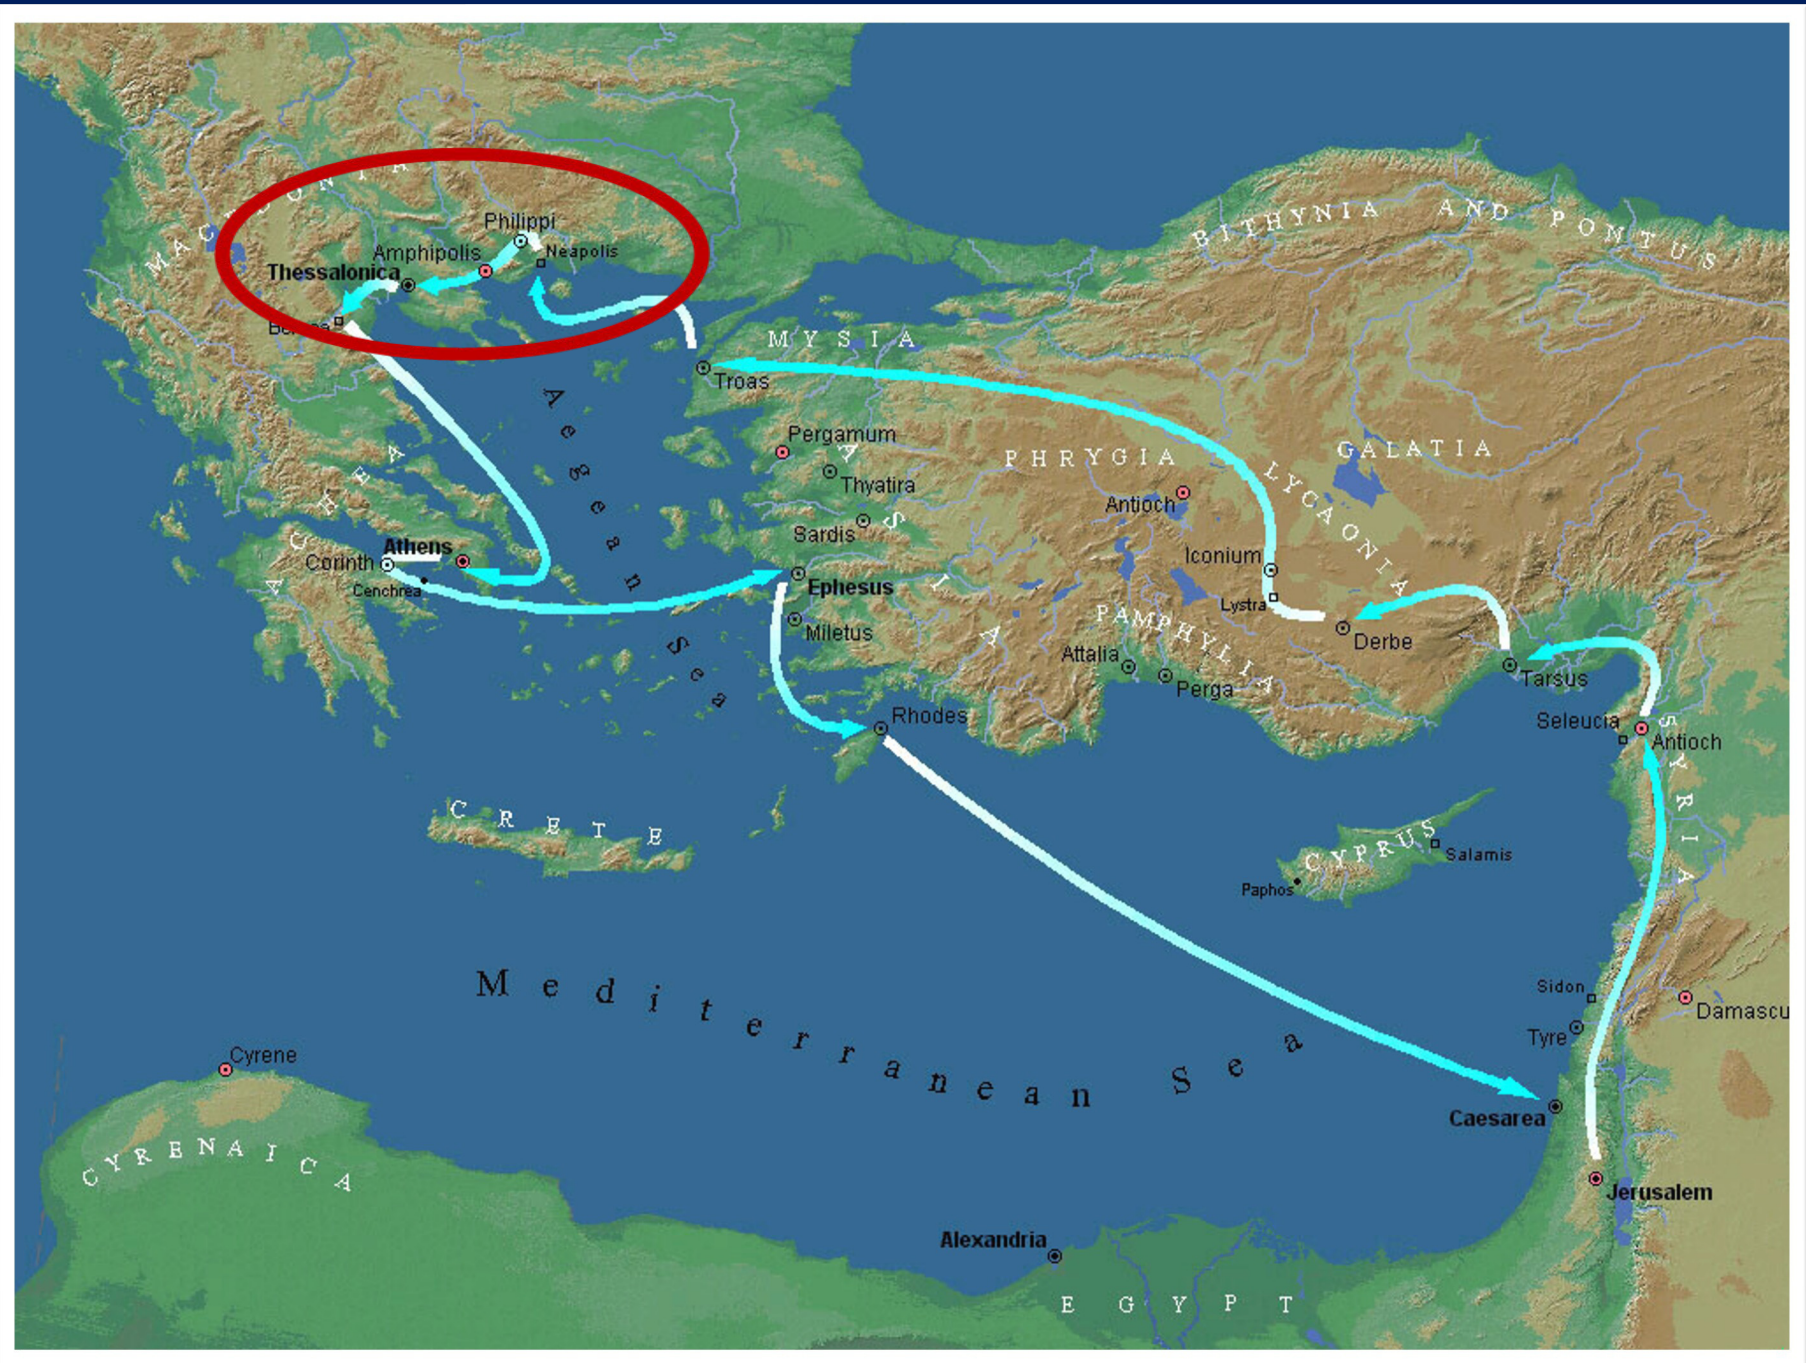 MACEDONIA
Philippi
Neapolis
Amphipolis
Thessalonica
BITHYNIA AND PONTUS
MYSIA
Troas
Aegean Sea
Pergamum
Thyatira
Sardis
ASIA
PHRYGIA
GALATIA
LYCAONIA
Antioch
Iconium
Lystra
Derbe
ACHEA
Athens
Corinth
Cenchrea
Ephesus
Miletus
PAMPHYLIA
Attalia
Perga
Tarsus
Rhodes
Seleucia
Antioch
SYRIA
CRETE
CYPRUS
Salamis
Paphos
Mediterranean Sea
Sidon
Tyre
Damascu
Cyrene
CYRENAICA
Caesarea
Jerusalem
Alexandria
EGYPT